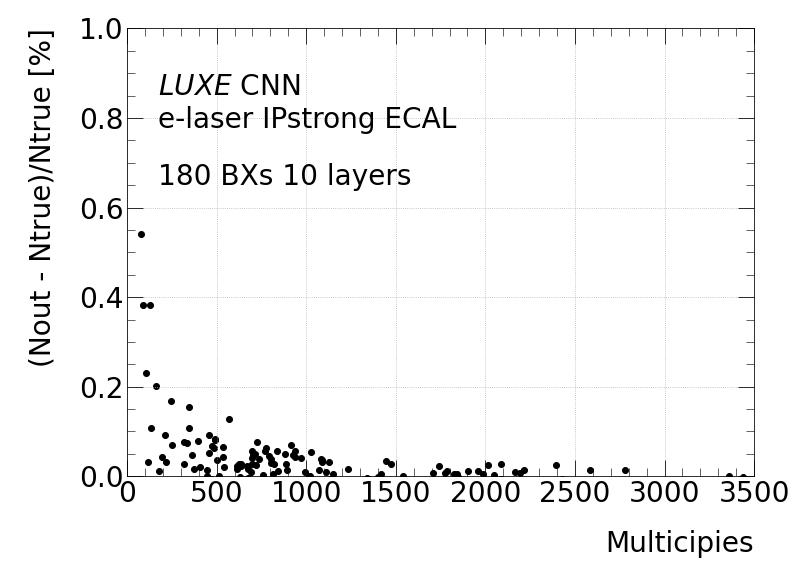 (Nout - Ntrue)/Ntrue [%]
1.0
0.8
0.6
0.4
0.2
0.0
LUXE CNN
e-laser IPstrong ECAL
180 BXs 10 layers
0 500 1000 1500 2000 2500 3000 3500
Multicipies